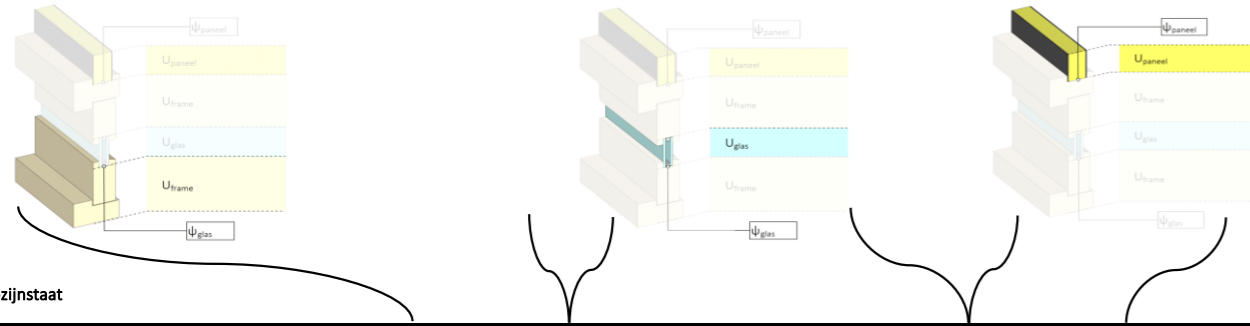 ψpaneel
Upaneel
Uframe
Uglas
Uframe
ψglas
ψpaneel
Upaneel
Uframe
Uglas
Uframe
ψglas
ψpaneel
Upaneel
Uframe
Uglas
Uframe
ψglas
zijnstaat